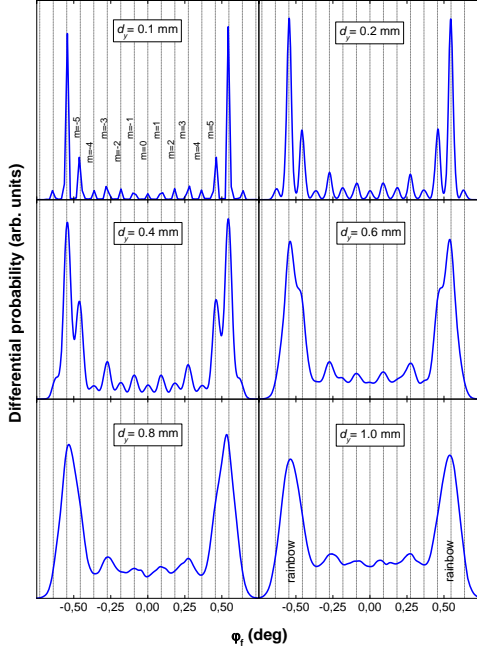 Differential probability (arb. units)
d_y = 0.1 mm
d_y = 0.2 mm
m=-5
m=-4
m=-3
m=-2
m=-1
m=0
m=1
m=2
m=3
m=4
m=5
d_y = 0.4 mm
d_y = 0.6 mm
d_y = 0.8 mm
d_y = 1.0 mm
rainbow
rainbow
-0,50 -0,25 0,00 0,25 0,50 -0,50 -0,25 0,00 0,25 0,50
φ_f (deg)